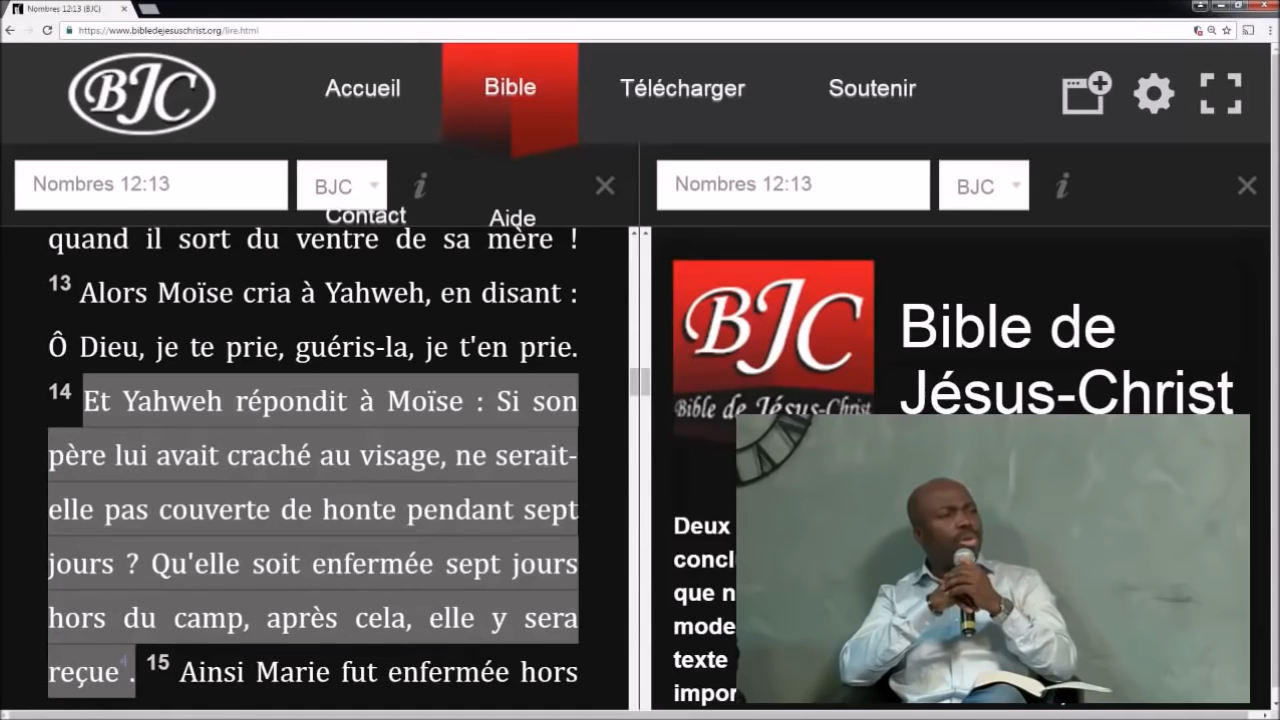 Nombres 12:13 (BJC)
https://www.bibledejesuschrist.org/lire.html
BJC
Accueil
Bible
Télécharger
Soutenir
Nombres 12:13
BJC
i
Nombres 12:13
BJC
i
Contact
Aide
quand il sort du ventre de sa mère !
13 Alors Moïse cria à Yahweh, en disant :
Ô Dieu, je te prie, guéris-la, je t'en prie.
14 Et Yahweh répondit à Moïse : Si son
père lui avait craché au visage, ne serait-
elle pas couverte de honte pendant sept
jours ? Qu'elle soit enfermée sept jours
hors du camp, après cela, elle y sera
reçue4 . 15 Ainsi Marie fut enfermée hors
BJC
Bible de Jésus-Christ
Bible de
Jésus-Christ
Deux
concl
que n
mode
texte
impor